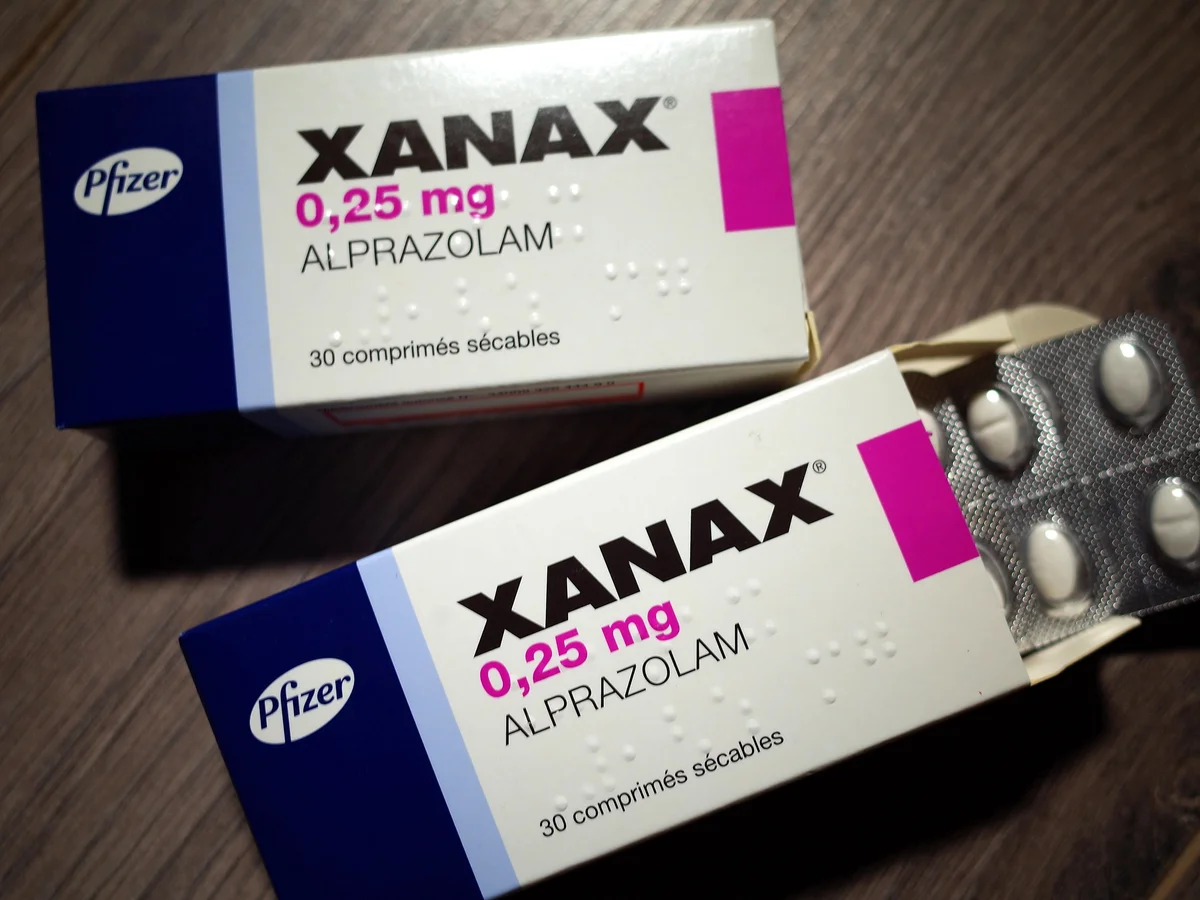 Pfizer
XANAX®
0,25 mg
ALPRAZOLAM
30 comprimés sécables
Pfizer
XANAX®
0,25 mg
ALPRAZOLAM
30 comprimés sécables